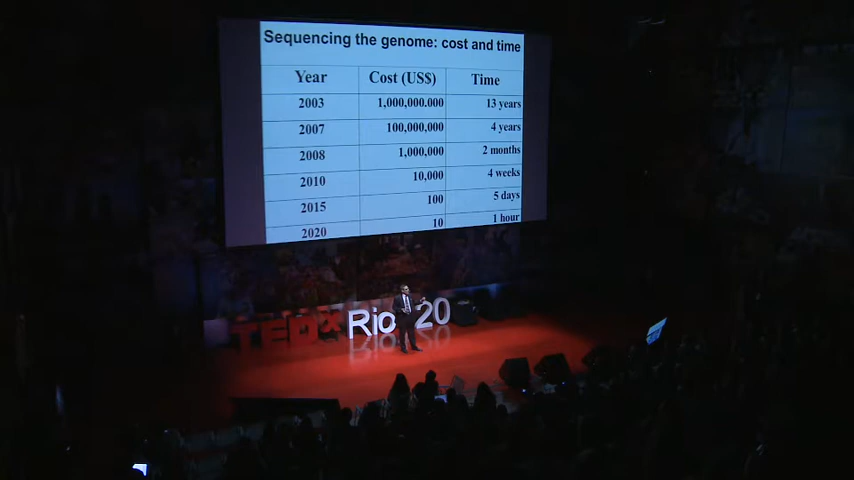 Sequencing the genome: cost and time
Year Cost (US$) Time
2003 1,000,000.000 13 years
2007 100,000,000 4 years
2008 1,000,000 2 months
2010 10,000 4 weeks
2015 100 5 days
2020 10 1 hour
TEDx Rio 20